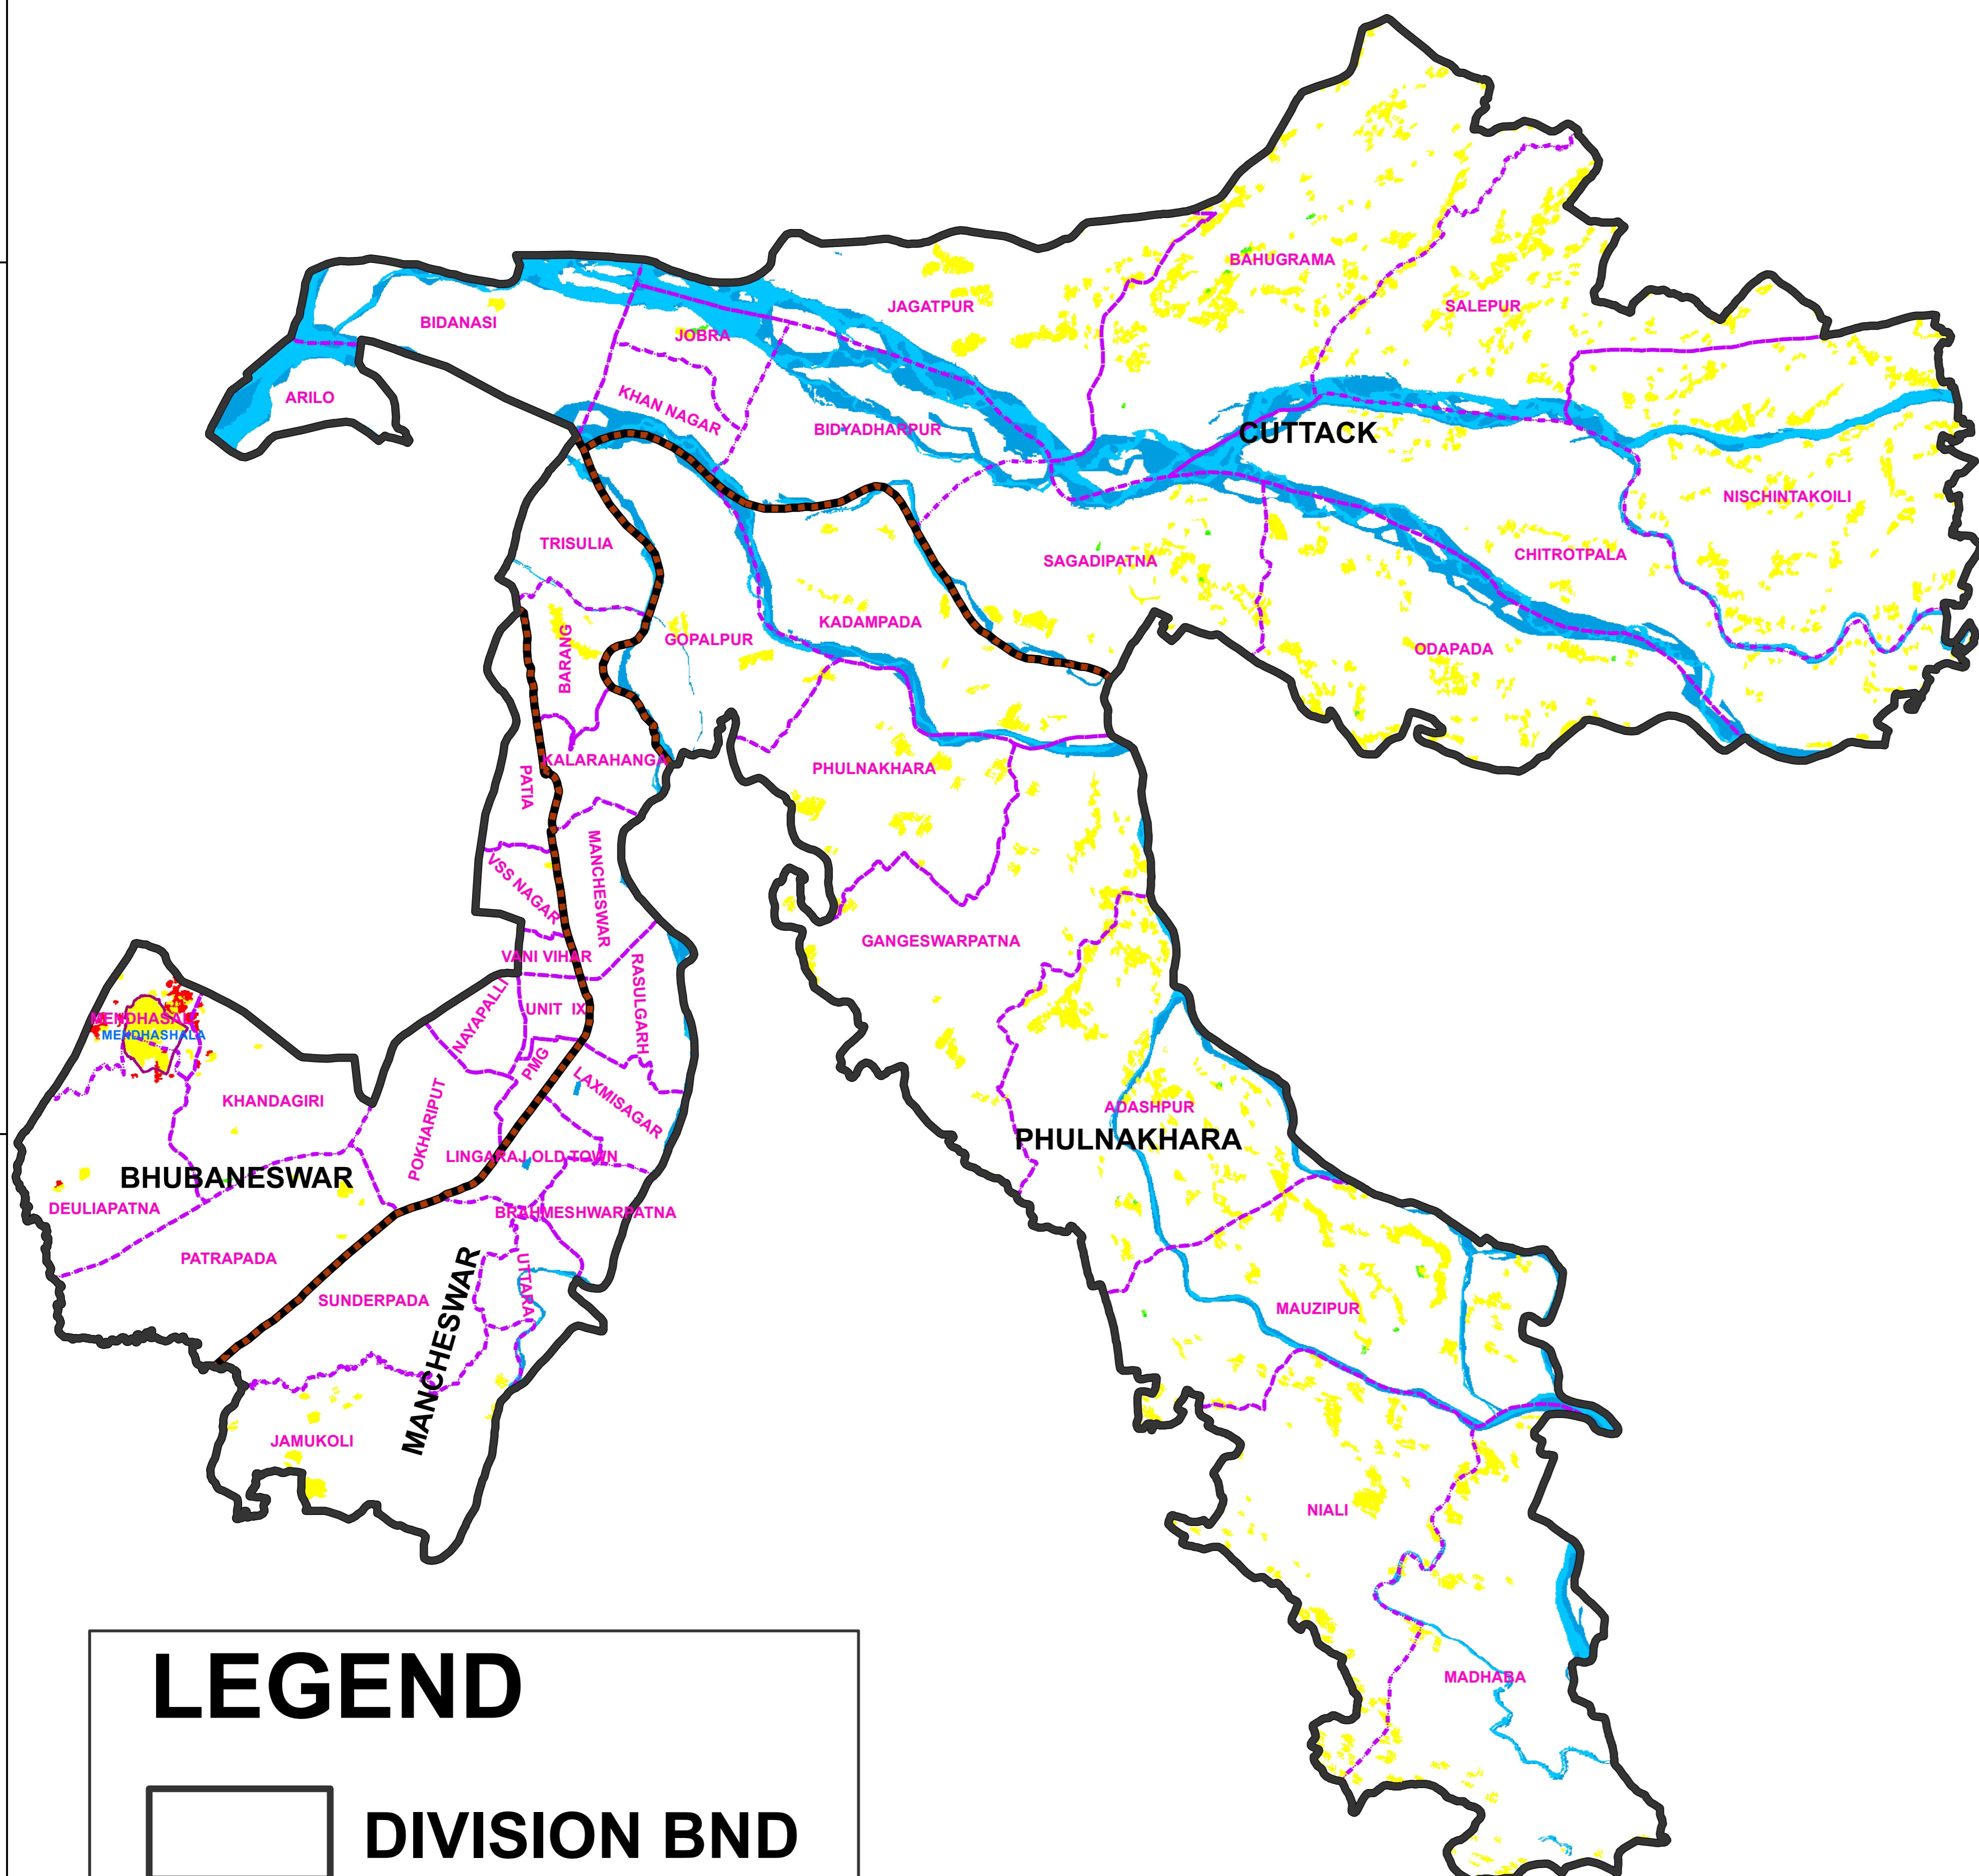 BAHUGRAMA
JAGATPUR
SALEPUR
BIDANASI
JOBRA
ARILO
KHAN NAGAR
BIDYADHARPUR
CUTTACK
NISCHINTAKOILI
TRISULIA
CHITROTPALA
SAGADIPATNA
KADAMPADA
GOPALPUR
BARANG
ODAPADA
KALARAHANGA
PHULNAKHARA
PATIA
MANCHESWAR
VSS NAGAR
GANGESWARPATNA
VANI VIHAR
RASULGARH
NAYAPALLI
UNIT IX
MENDHASAL
MENDHASHALA
PMG
LAXMISAGAR
KHANDAGIRI
ADASHPUR
POKHARIPUT
PHULNAKHARA
LINGARAJ OLD TOWN
BHUBANESWAR
DEULIAPATNA
BRAHMESHWARPATNA
PATRAPADA
UTTARA
SUNDERPADA
MAUZIPUR
MANCHESWAR
JAMUKOLI
NIALI
MADHABA
LEGEND
DIVISION BND